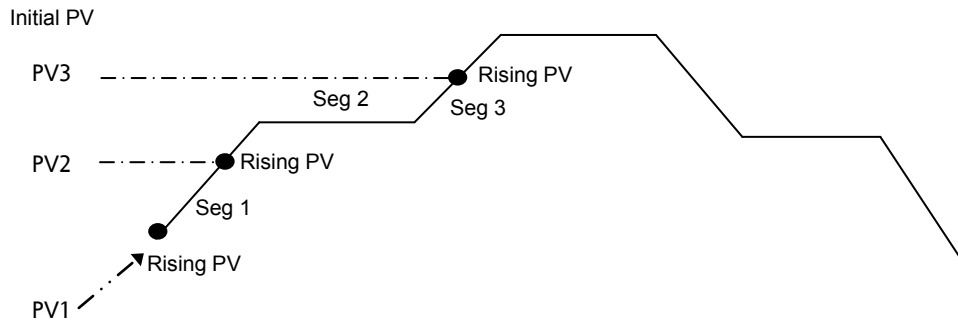 Initial PV
PV3
Rising PV
Seg 2
Seg 3
PV2
Rising PV
Seg 1
Rising PV
PV1